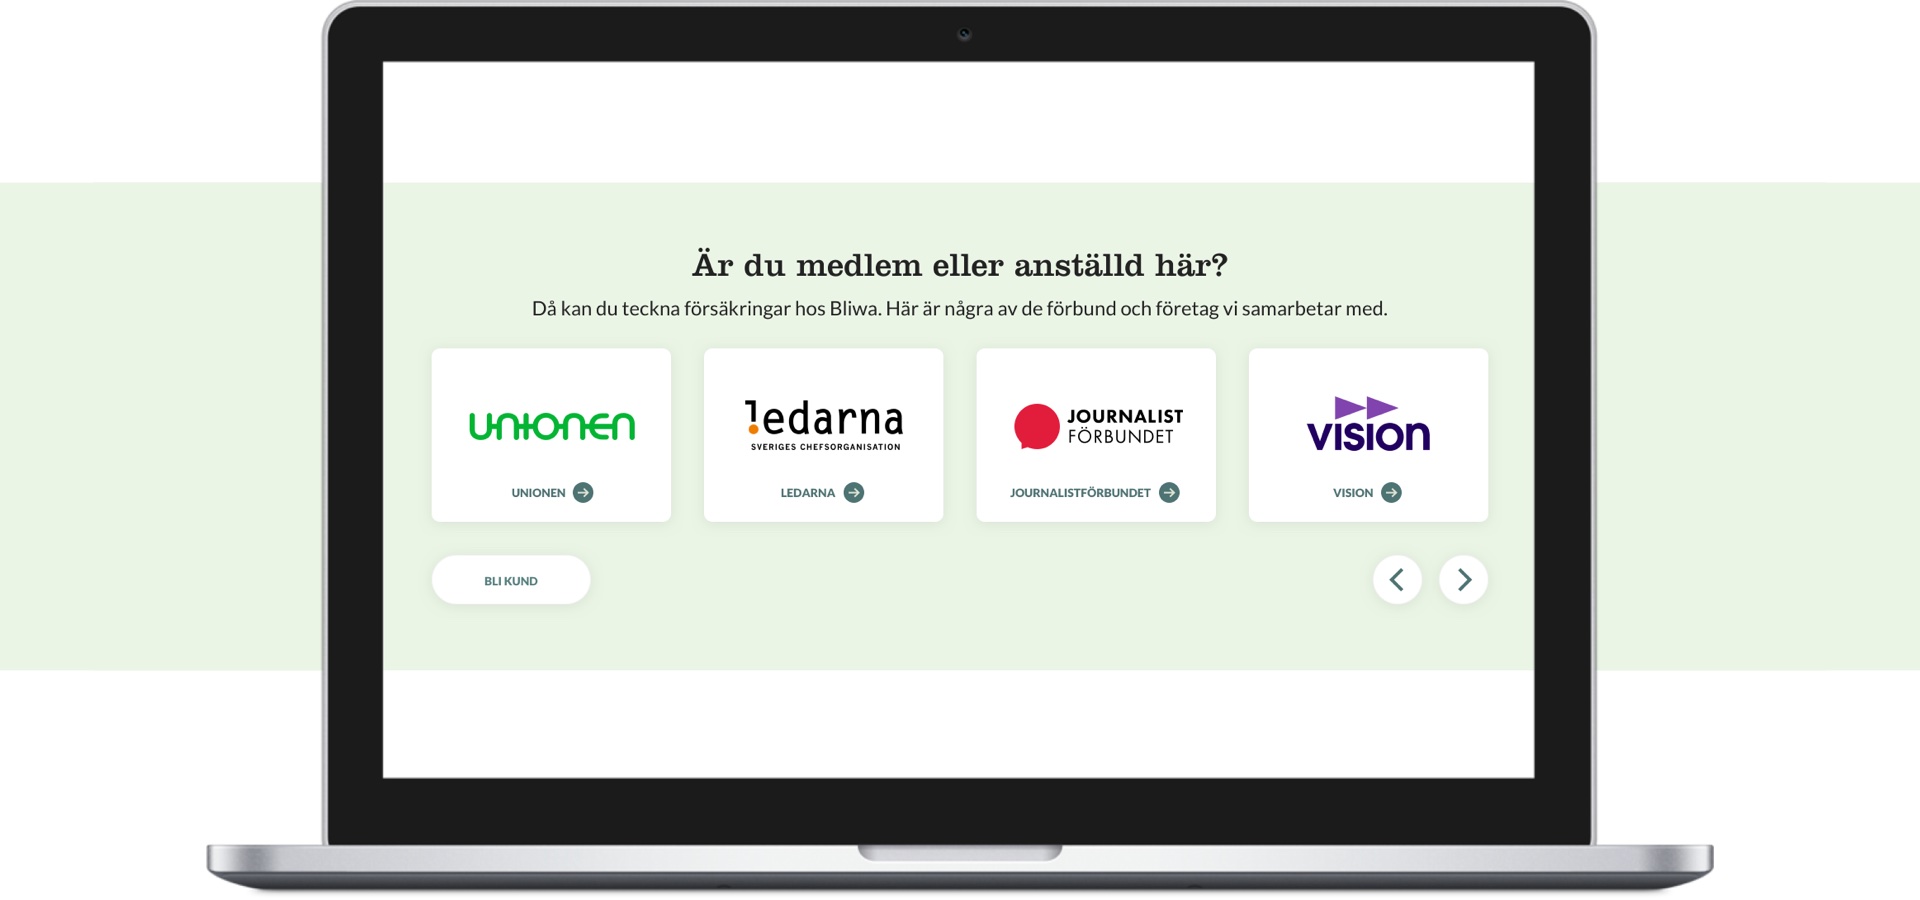 Är du medlem eller anställd här?
Då kan du teckna försäkringar hos Bliwa. Här är några av de förbund och företag vi samarbetar med.
unionen
UNIONEN
ledarna
SVERIGES CHEFSORGANISATION
LEDARNA
JOURNALIST
FÖRBUNDET
JOURNALISTFÖRBUNDET
vision
VISION
BLI KUND